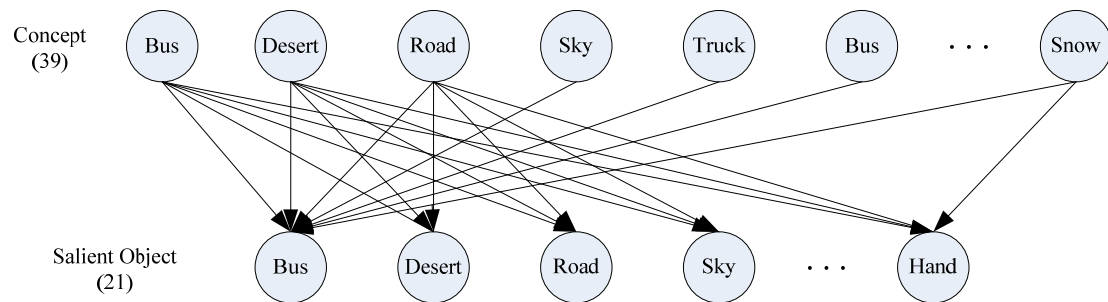 Concept
(39)
Bus Desert Road Sky Truck Bus . . . Snow
Salient Object
(21)
Bus Desert Road Sky . . . Hand